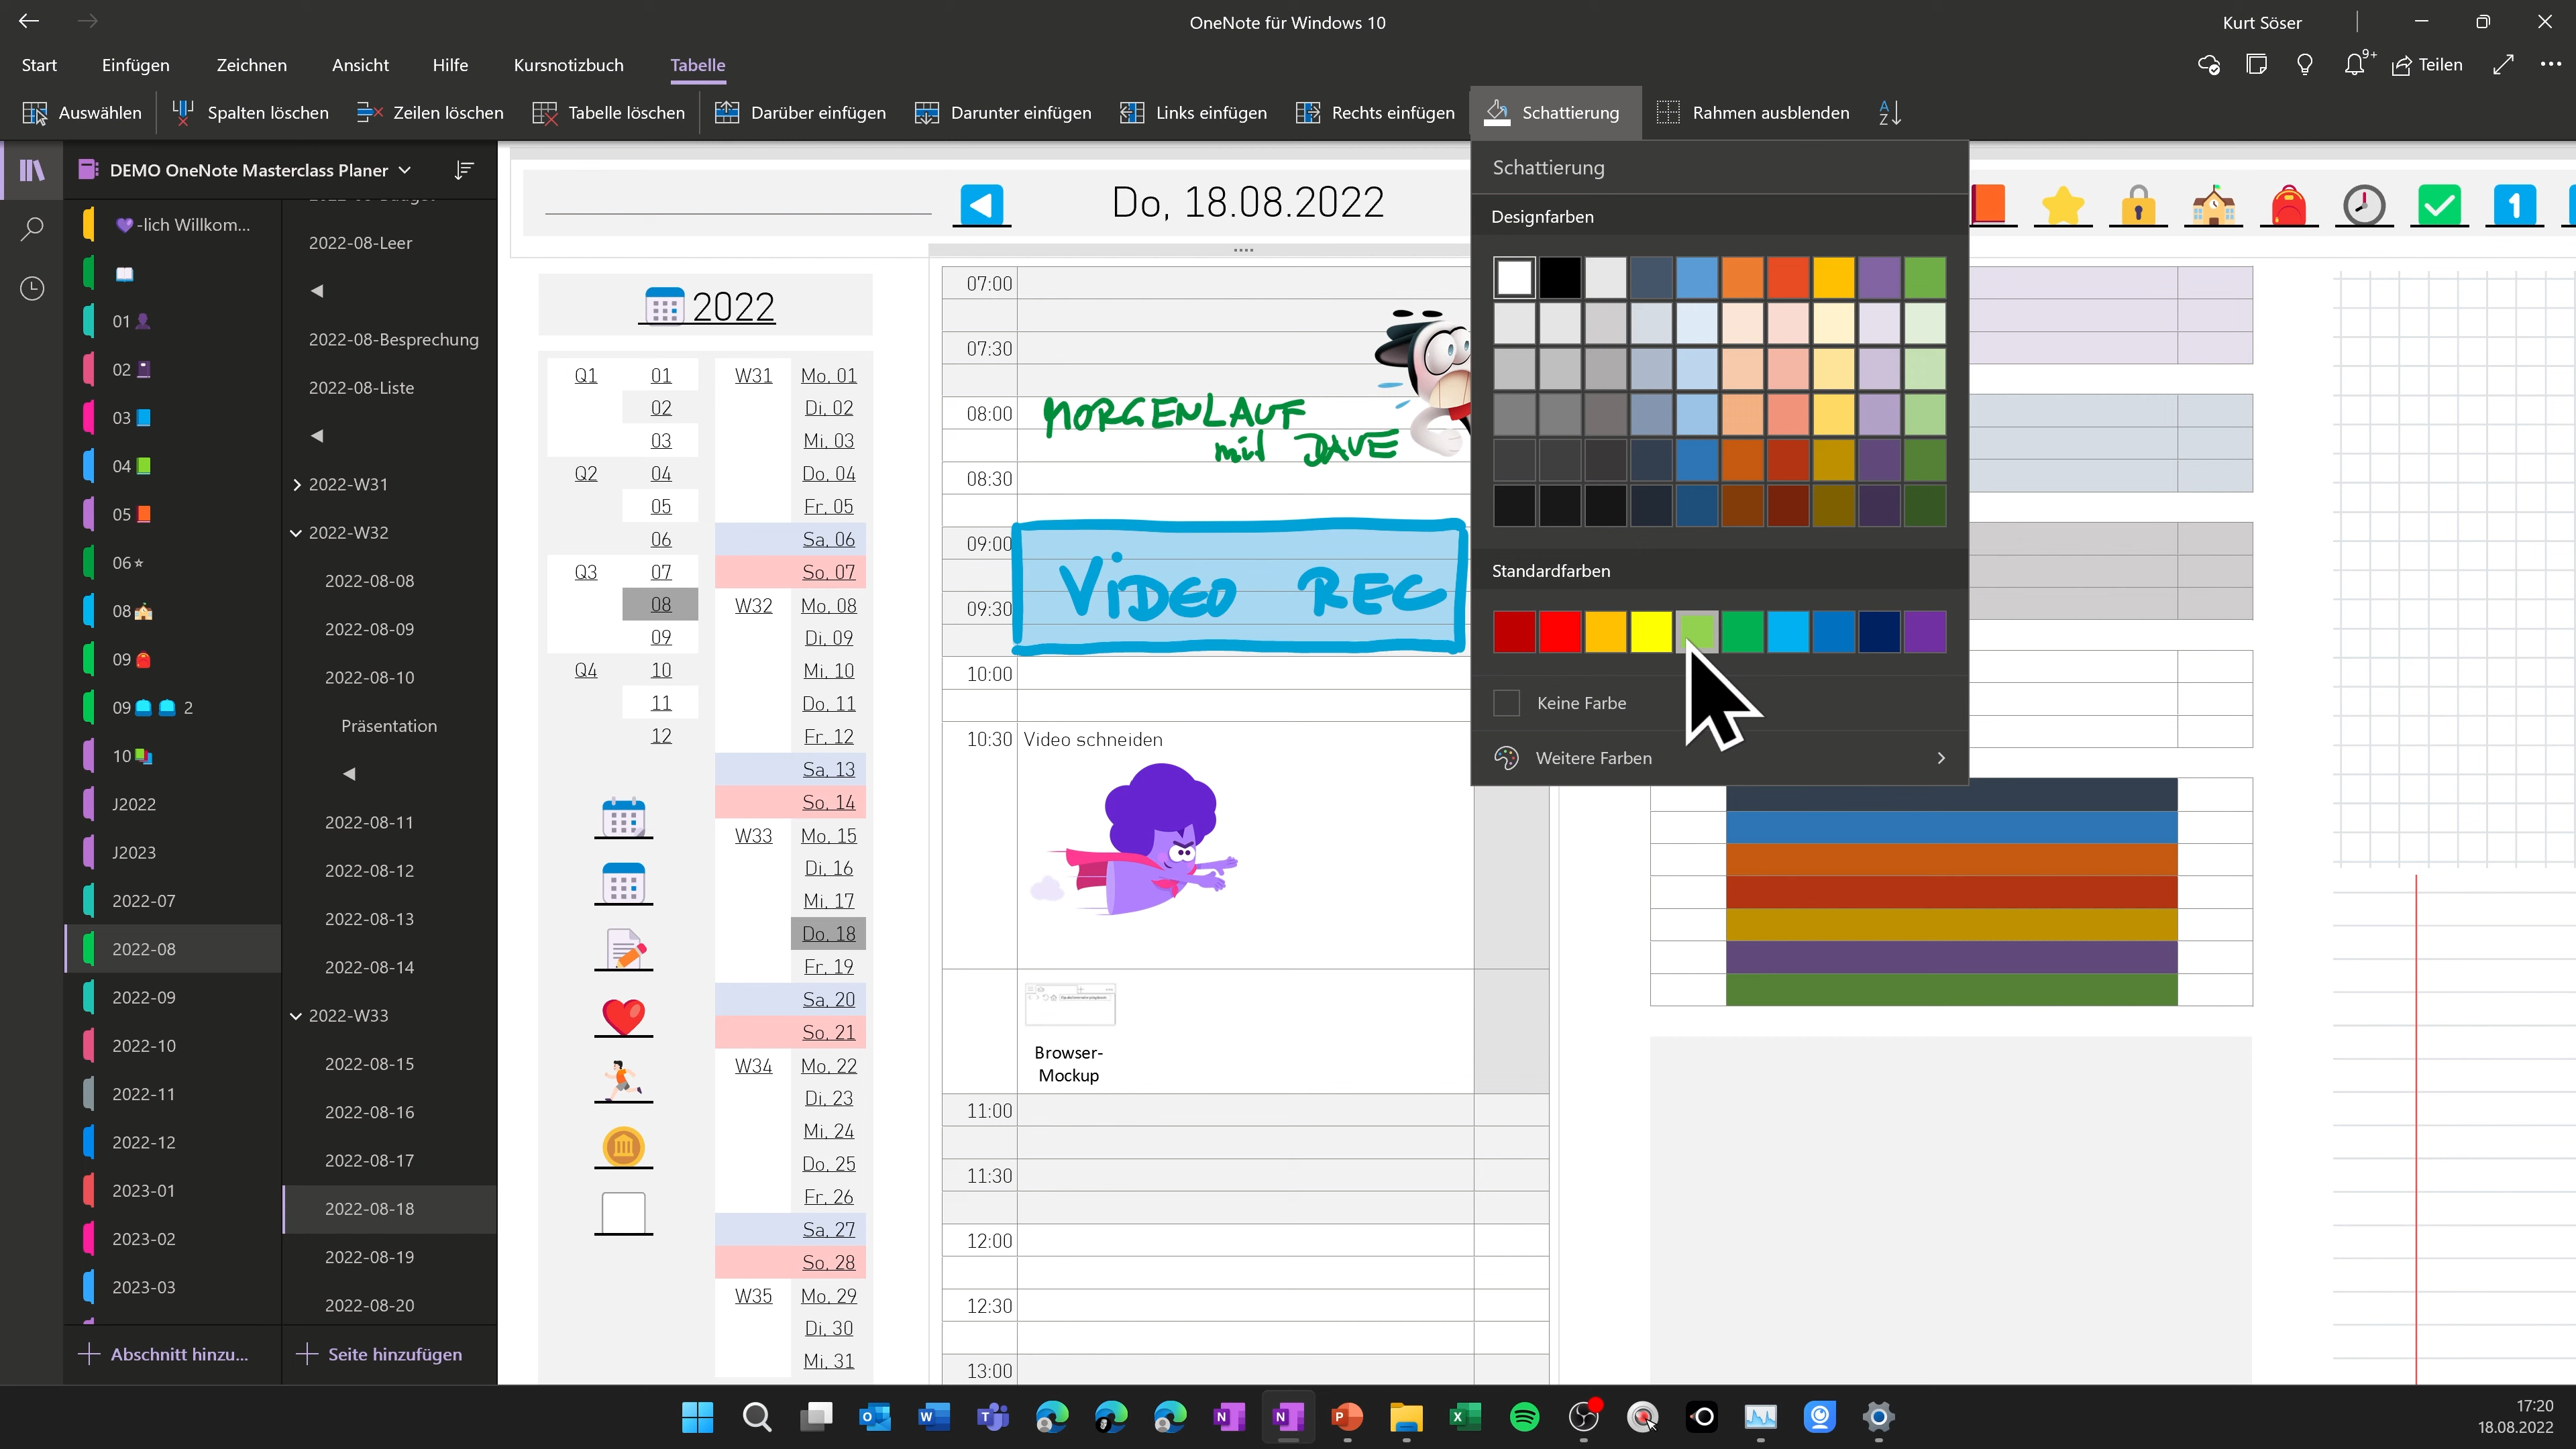 OneNote für Windows 10
Kurt Söser
Start Einfügen Zeichnen Ansicht Hilfe Kursnotizbuch Tabelle
9+ Teilen
Auswählen Spalten löschen Zeilen löschen Tabelle löschen Darüber einfügen Darunter einfügen Links einfügen Rechts einfügen Schattierung Rahmen ausblenden
DEMO OneNote Masterclass Planer
-lich Willkom...
01
02
03
04
05
06
08
09
09 2
10
J2022
J2023
2022-07
2022-08
2022-09
2022-10
2022-11
2022-12
2023-01
2023-02
2023-03
Abschnitt hinzu...
2022-08-Leer
2022-08-Besprechung
2022-08-Liste
2022-W31
2022-W32
2022-08-08
2022-08-09
2022-08-10
Präsentation
2022-08-11
2022-08-12
2022-08-13
2022-08-14
2022-W33
2022-08-15
2022-08-16
2022-08-17
2022-08-18
2022-08-19
2022-08-20
Seite hinzufügen
Do, 18.08.2022
1
2022
Q1 01 W31 Mo, 01
02 Di, 02
03 Mi, 03
Q2 04 Do, 04
05 Fr, 05
06 Sa, 06
Q3 07 So, 07
08 W32 Mo, 08
09 Di, 09
Q4 10 Mi, 10
11 Do, 11
12 Fr, 12
Sa, 13
So, 14
W33 Mo, 15
Di, 16
Mi, 17
Do, 18
Fr, 19
Sa, 20
So, 21
W34 Mo, 22
Di, 23
Mi, 24
Do, 25
Fr, 26
Sa, 27
So, 28
W35 Mo, 29
Di, 30
Mi, 31
07:00
07:30
08:00 MORGENLAUF
mit DAVE
08:30
09:00
VIDEO REC
09:30
10:00
10:30 Video schneiden
Browser-
Mockup
11:00
11:30
12:00
12:30
13:00
Schattierung
Designfarben
Standardfarben
Keine Farbe
Weitere Farben
17:20
18.08.2022